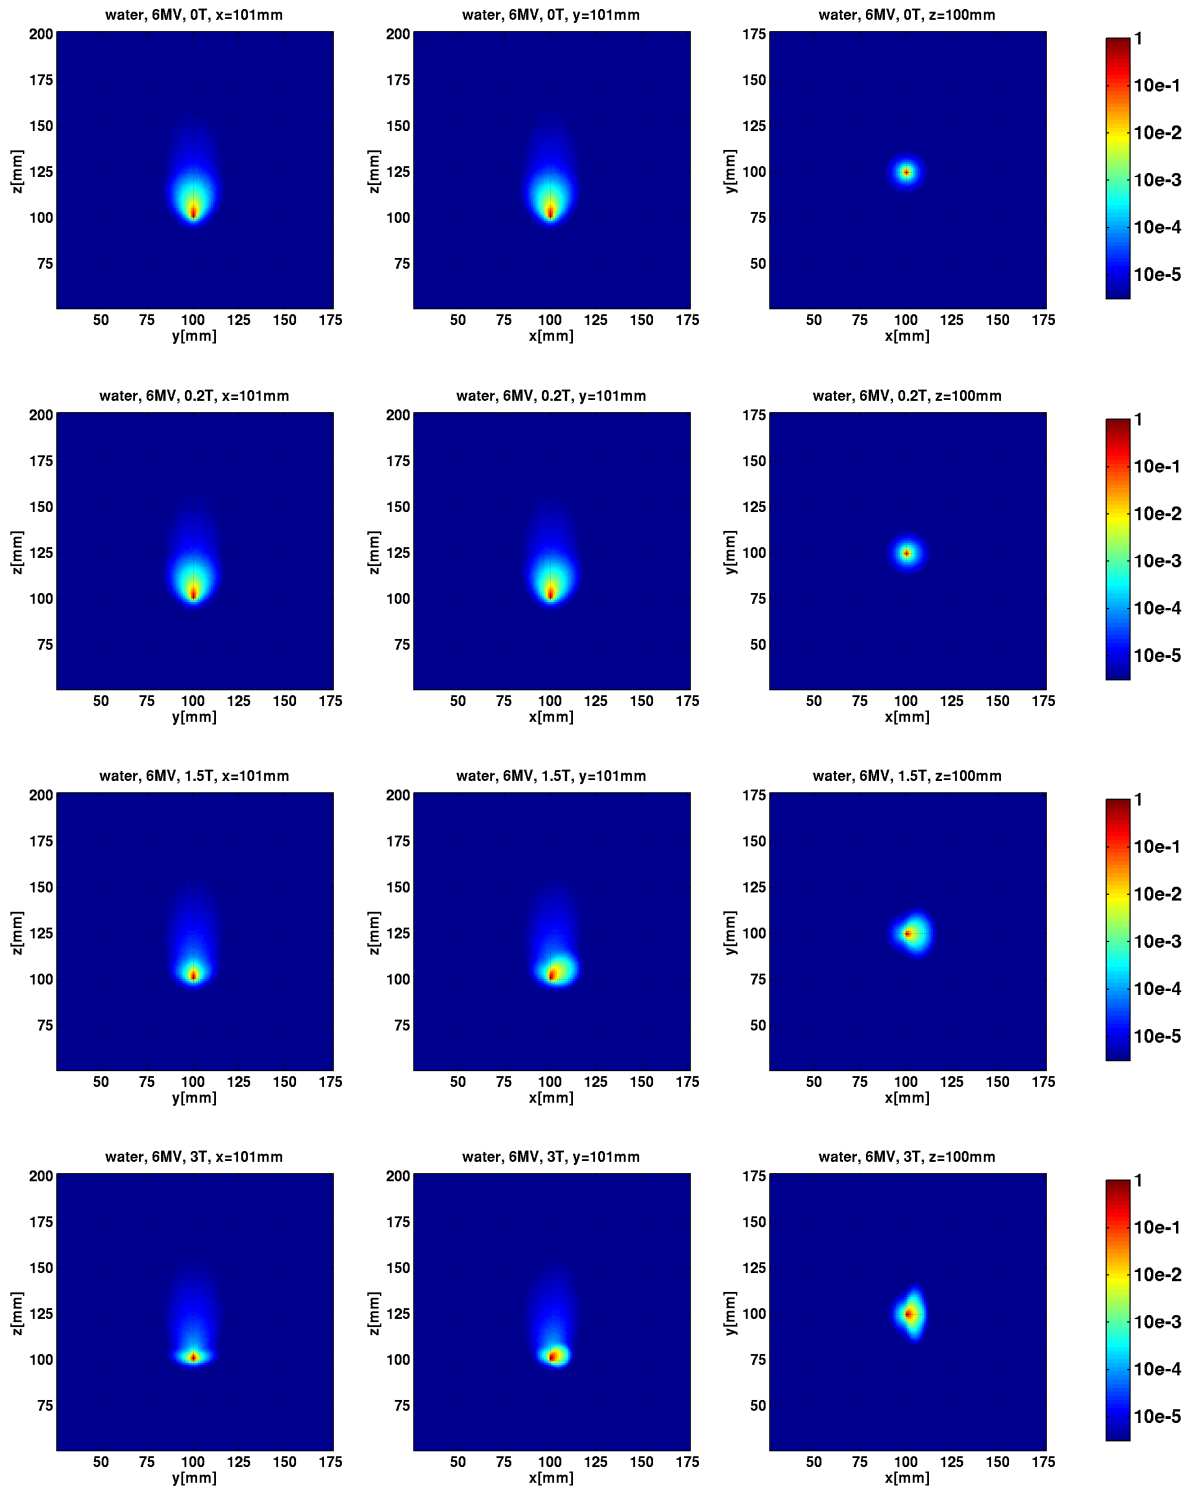 water, 6MV, 0T, x=101mm
water, 6MV, 0T, y=101mm
water, 6MV, 0T, z=100mm
200
175
150
125
100
75
z[mm]
50 75 100 125 150 175
y[mm]
200
175
150
125
100
75
z[mm]
50 75 100 125 150 175
x[mm]
175
150
125
100
75
50
y[mm]
50 75 100 125 150 175
x[mm]
1
10e-1
10e-2
10e-3
10e-4
10e-5
water, 6MV, 0.2T, x=101mm
water, 6MV, 0.2T, y=101mm
water, 6MV, 0.2T, z=100mm
200
175
150
125
100
75
z[mm]
50 75 100 125 150 175
y[mm]
200
175
150
125
100
75
z[mm]
50 75 100 125 150 175
x[mm]
175
150
125
100
75
50
y[mm]
50 75 100 125 150 175
x[mm]
1
10e-1
10e-2
10e-3
10e-4
10e-5
water, 6MV, 1.5T, x=101mm
water, 6MV, 1.5T, y=101mm
water, 6MV, 1.5T, z=100mm
200
175
150
125
100
75
z[mm]
50 75 100 125 150 175
y[mm]
200
175
150
125
100
75
z[mm]
50 75 100 125 150 175
x[mm]
175
150
125
100
75
50
y[mm]
50 75 100 125 150 175
x[mm]
1
10e-1
10e-2
10e-3
10e-4
10e-5
water, 6MV, 3T, x=101mm
water, 6MV, 3T, y=101mm
water, 6MV, 3T, z=100mm
200
175
150
125
100
75
z[mm]
50 75 100 125 150 175
y[mm]
200
175
150
125
100
75
z[mm]
50 75 100 125 150 175
x[mm]
175
150
125
100
75
50
y[mm]
50 75 100 125 150 175
x[mm]
1
10e-1
10e-2
10e-3
10e-4
10e-5